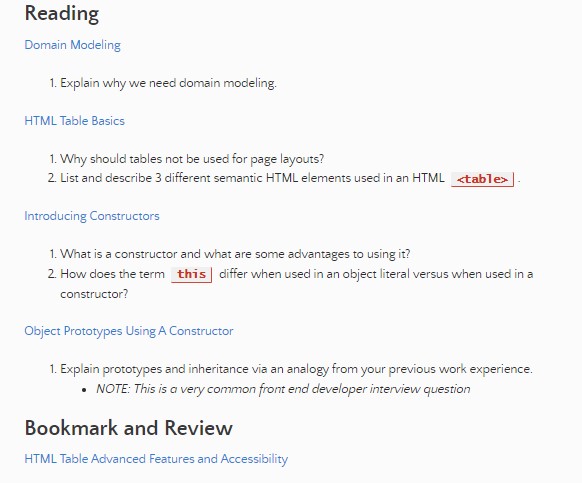 Reading
Domain Modeling
1. Explain why we need domain modeling.
HTML Table Basics
1. Why should tables not be used for page layouts?
2. List and describe 3 different semantic HTML elements used in an HTML <table> .
Introducing Constructors
1. What is a constructor and what are some advantages to using it?
2. How does the term this differ when used in an object literal versus when used in a
constructor?
Object Prototypes Using A Constructor
1. Explain prototypes and inheritance via an analogy from your previous work experience.
• NOTE: This is a very common front end developer interview question
Bookmark and Review
HTML Table Advanced Features and Accessibility